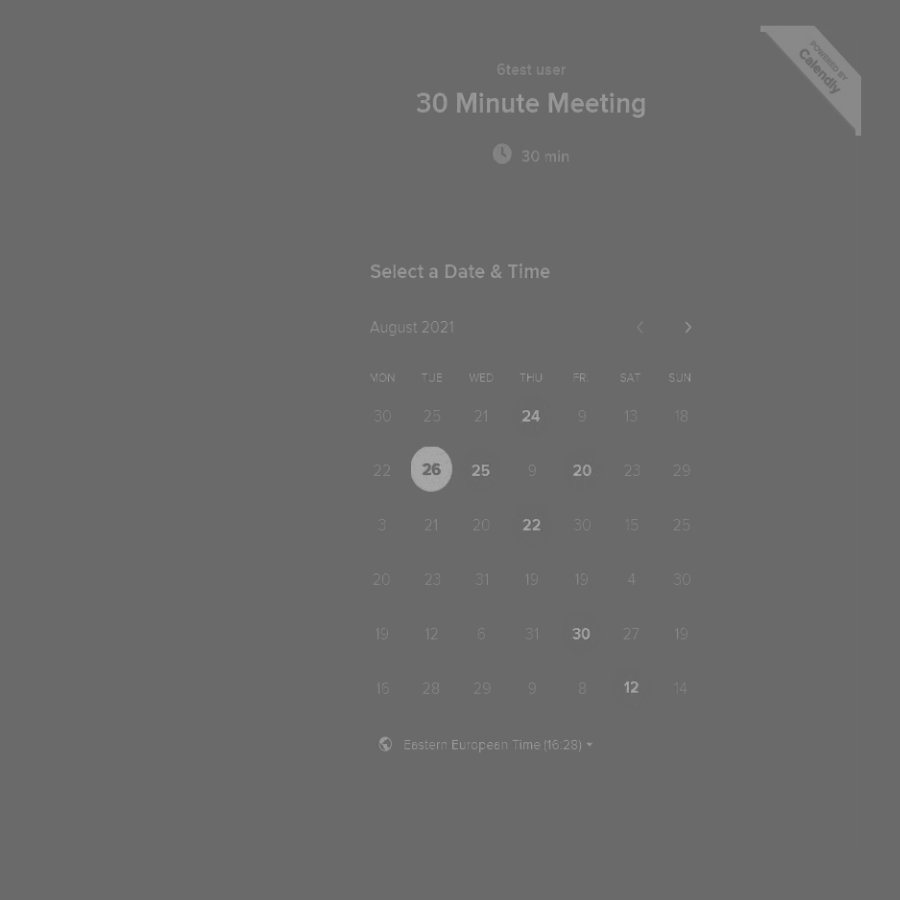 POWERED BY
Calendly
6test user
30 Minute Meeting
30 min
Select a Date & Time
August 2021
MON TUE WED THU FRI SAT SUN
30 25 21 24 9 13 18
22 26 25 9 20 23 29
3 21 20 22 30 15 25
20 23 31 19 19 4 30
19 12 6 31 30 27 19
15 28 29 9 8 12 14
Eastern European Time (16:28)